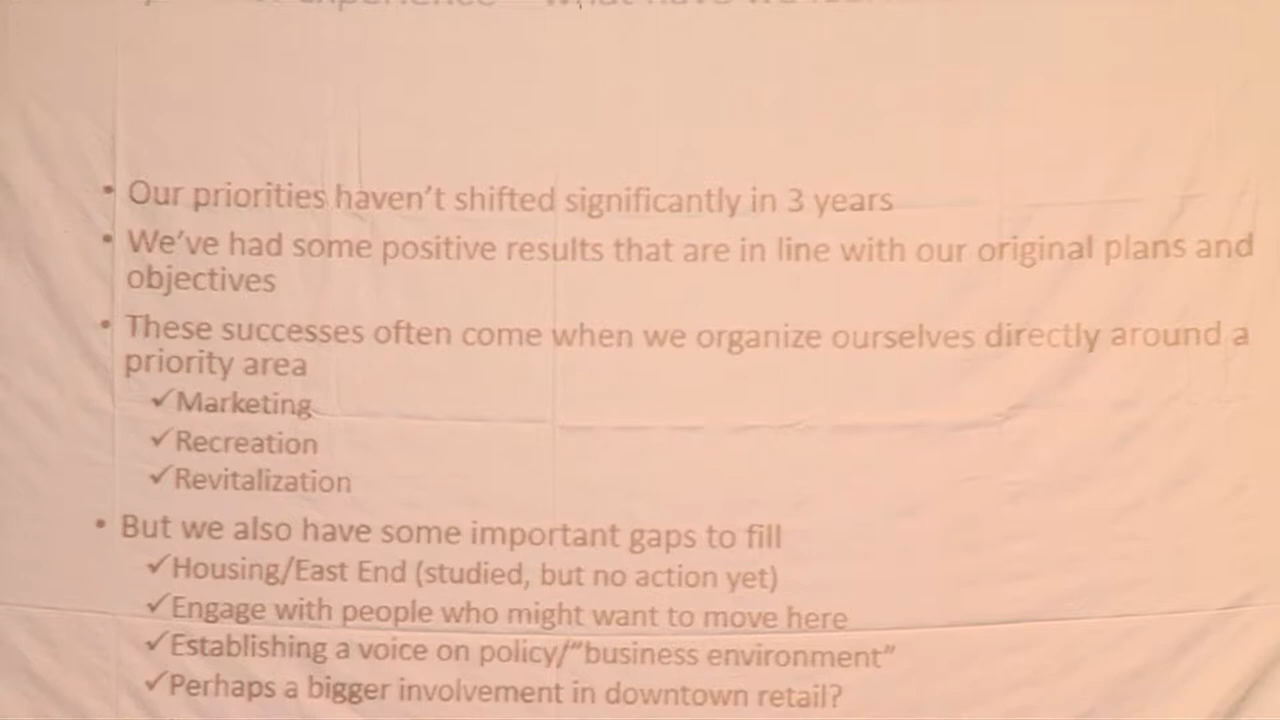 • Our priorities haven't shifted significantly in 3 years
• We've had some positive results that are in line with our original plans and
objectives
• These successes often come when we organize ourselves directly around a
priority area
✓Marketing
✓Recreation
✓Revitalization
• But we also have some important gaps to fill
✓Housing/East End (studied, but no action yet)
✓Engage with people who might want to move here
✓Establishing a voice on policy/"business environment"
✓Perhaps a bigger involvement in downtown retail?